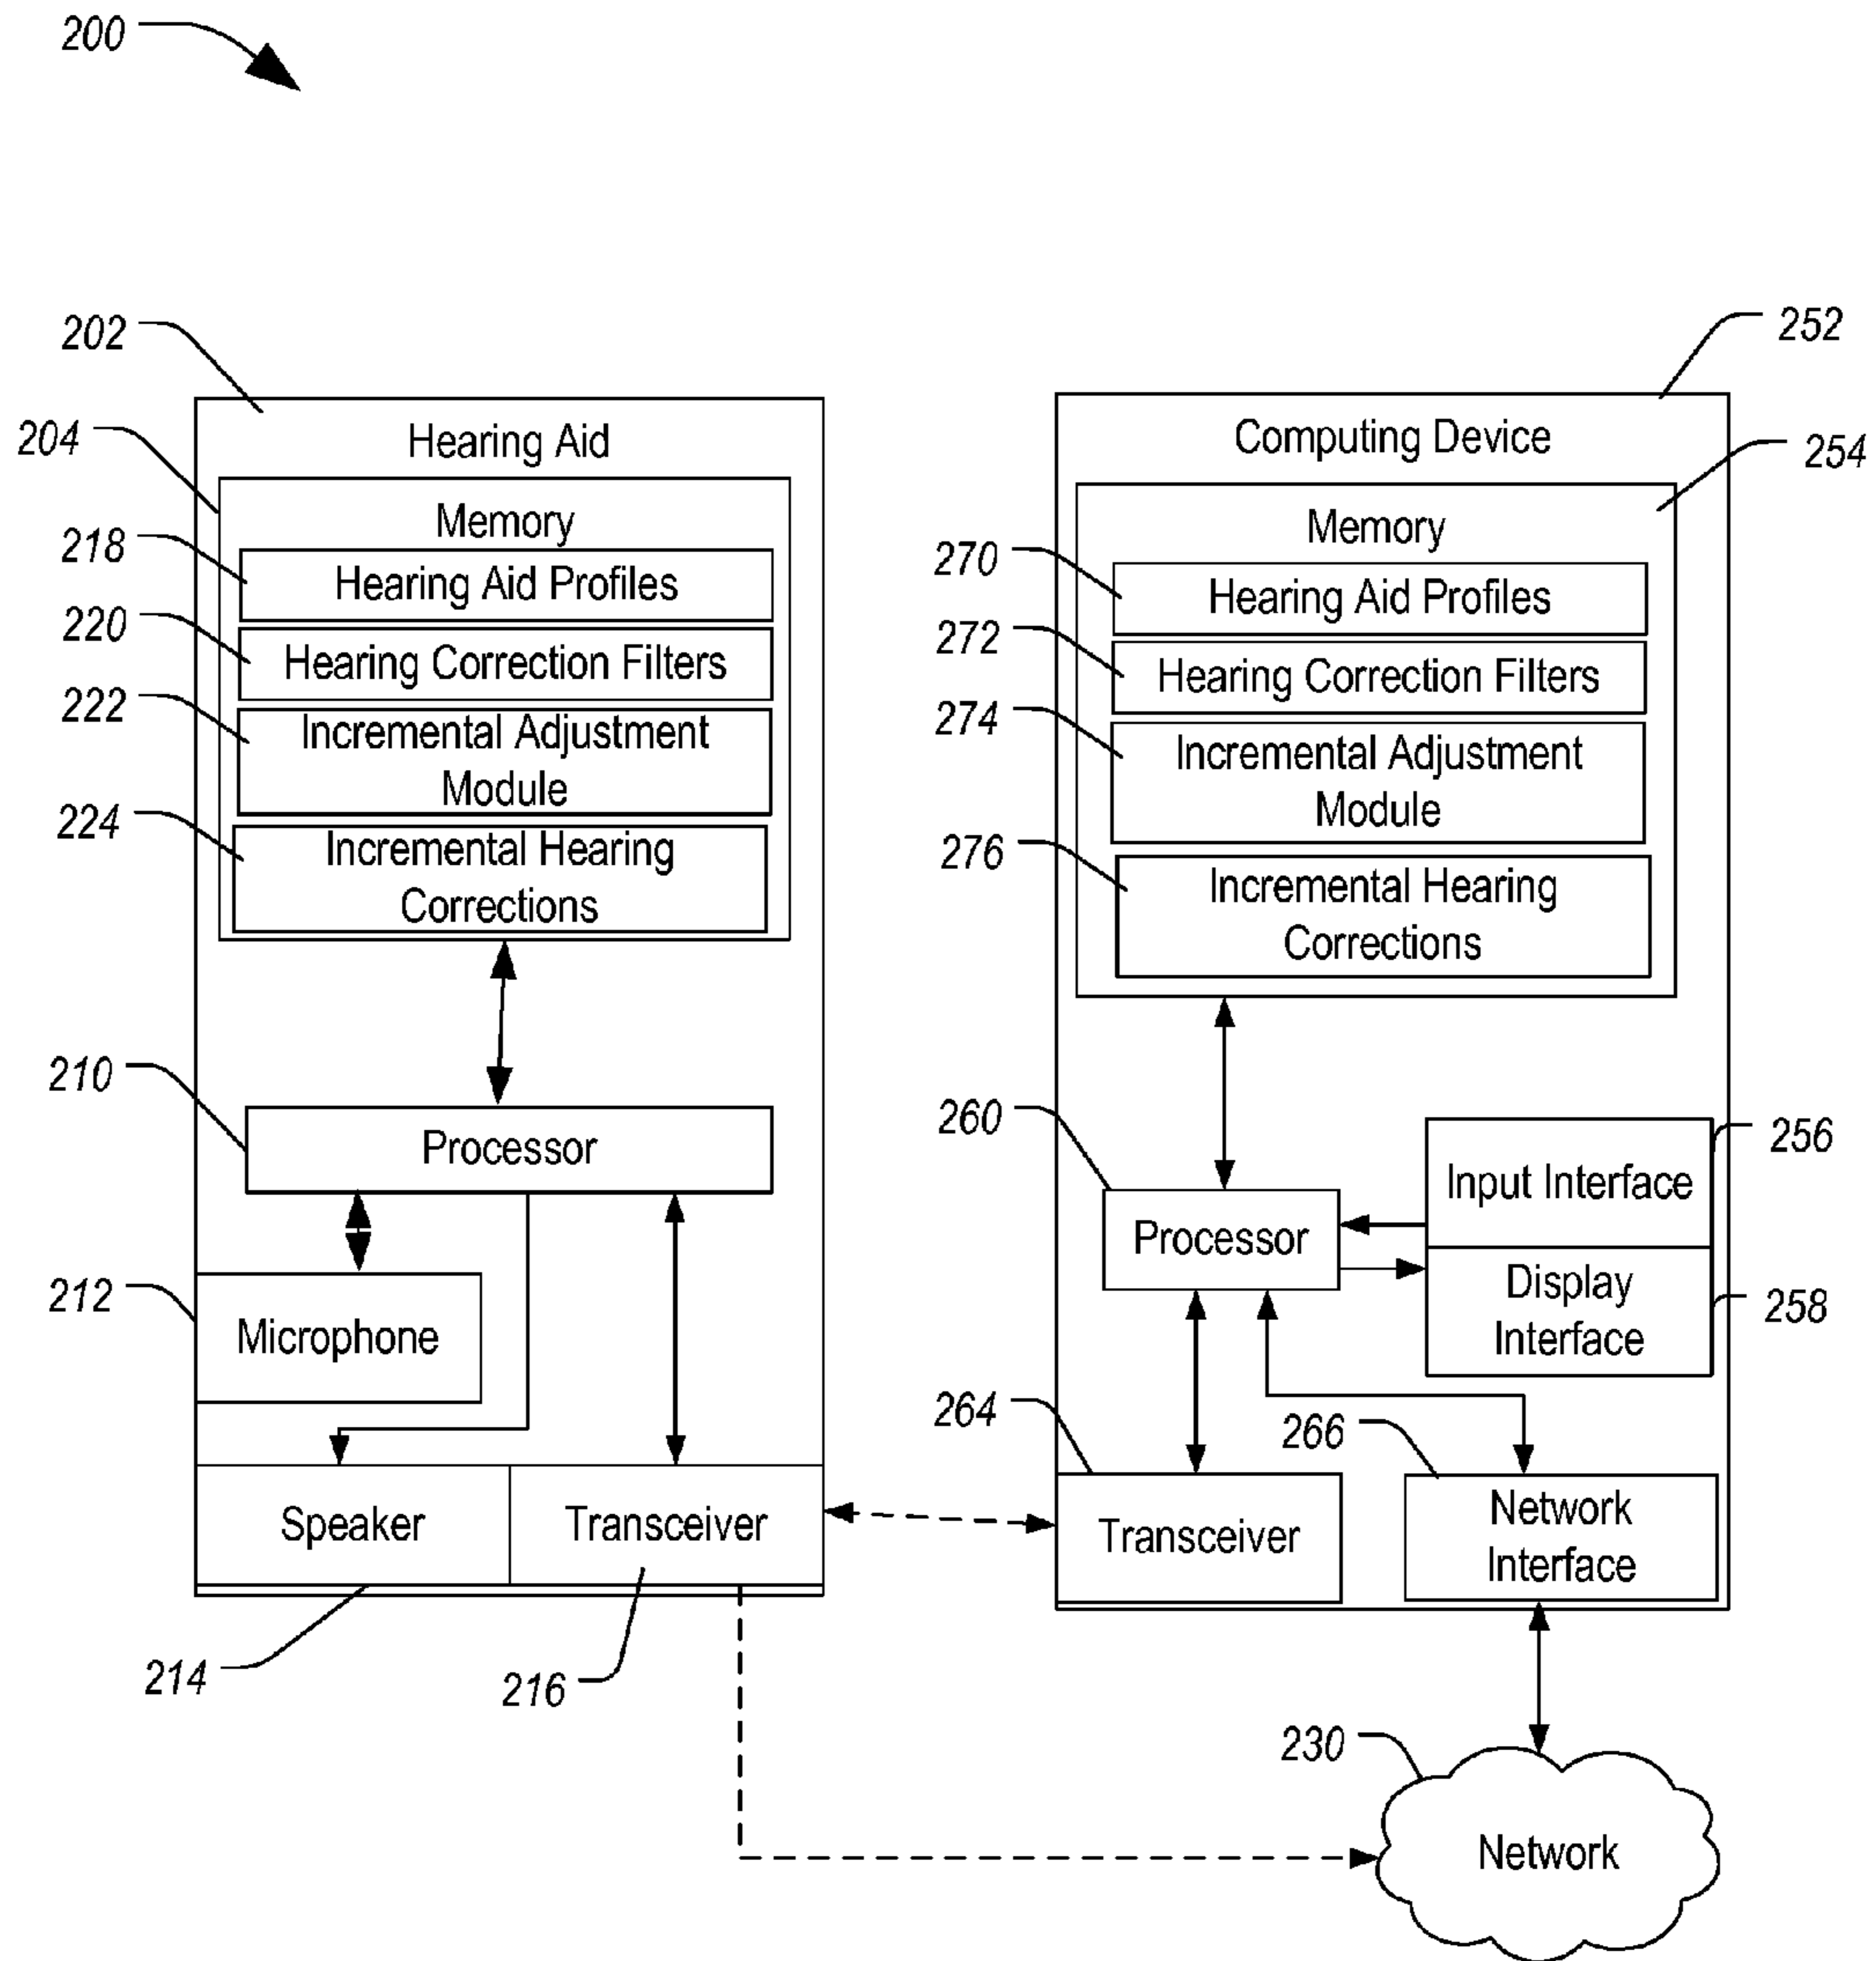 200
202
Hearing Aid
204
Memory
218
Hearing Aid Profiles
220
Hearing Correction Filters
222
Incremental Adjustment
Module
224
Incremental Hearing
Corrections
210
Processor
212
Microphone
Speaker
Transceiver
214
216
252
Computing Device
254
Memory
270
Hearing Aid Profiles
272
Hearing Correction Filters
274
Incremental Adjustment
Module
276
Incremental Hearing
Corrections
260
Processor
256
Input Interface
Display
Interface
258
264
Transceiver
266
Network
Interface
230
Network